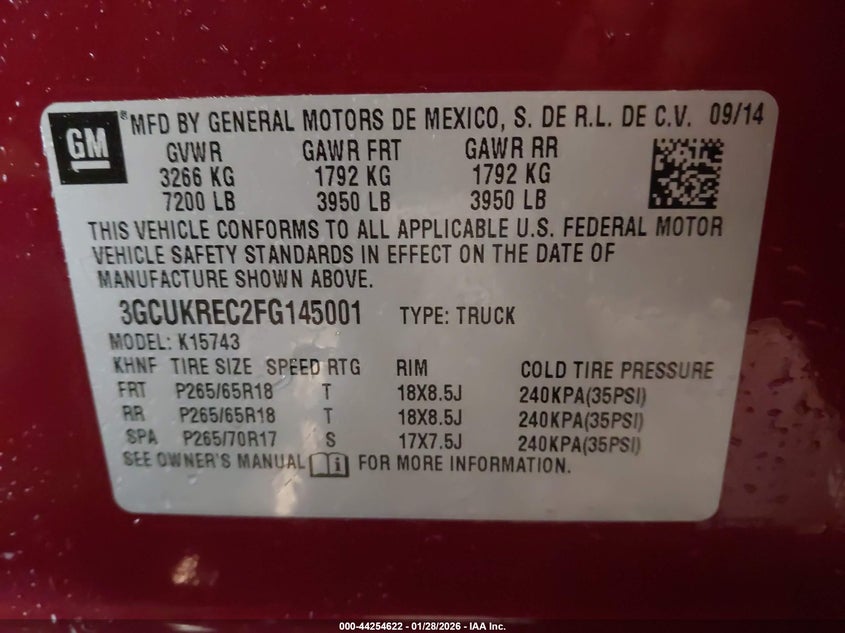 GM ® MFD BY GENERAL MOTORS DE MEXICO, S. DE R.L. DE C.V. 09/14
GVWR GAWR FRT GAWR RR
3266 KG 1792 KG 1792 KG
7200 LB 3950 LB 3950 LB
THIS VEHICLE CONFORMS TO ALL APPLICABLE U.S. FEDERAL MOTOR
VEHICLE SAFETY STANDARDS IN EFFECT ON THE DATE OF
MANUFACTURE SHOWN ABOVE.
3GCUKREC2FG145001 TYPE: TRUCK
MODEL: K15743
KHNF TIRE SIZE SPEED RTG RIM COLD TIRE PRESSURE
FRT P265/65R18 T 18X8.5J 240KPA(35PSI)
RR P265/65R18 T 18X8.5J 240KPA(35PSI)
SPA P265/70R17 S 17X7.5J 240KPA(35PSI)
SEE OWNER'S MANUAL i FOR MORE INFORMATION.
000-44254622 - 01/28/2026 - IAA Inc.